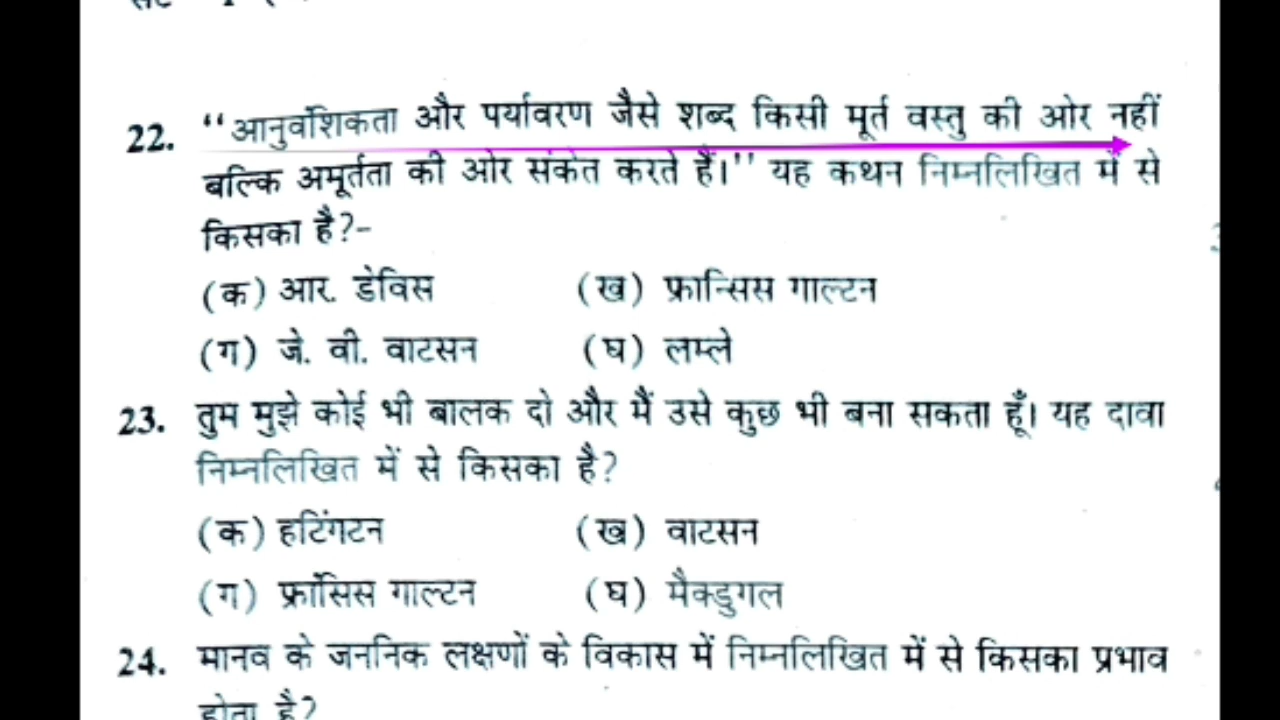 22. "आनुवंशिकता और पर्यावरण जैसे शब्द किसी मूर्त वस्तु की ओर नहीं
बल्कि अमूर्तता की ओर संकेत करते हैं।" यह कथन निम्नलिखित में से
किसका है?-
(क) आर. डेविस (ख) फ्रान्सिस गाल्टन
(ग) जे. वी. वाटसन (घ) लम्ले
23. तुम मुझे कोई भी बालक दो और मैं उसे कुछ भी बना सकता हूँ। यह दावा
निम्नलिखित में से किसका है?
(क) हटिंगटन (ख) वाटसन
(ग) फ्रांसिस गाल्टन (घ) मैक्डुगल
24. मानव के जननिक लक्षणों के विकास में निम्नलिखित में से किसका प्रभाव
होता है?